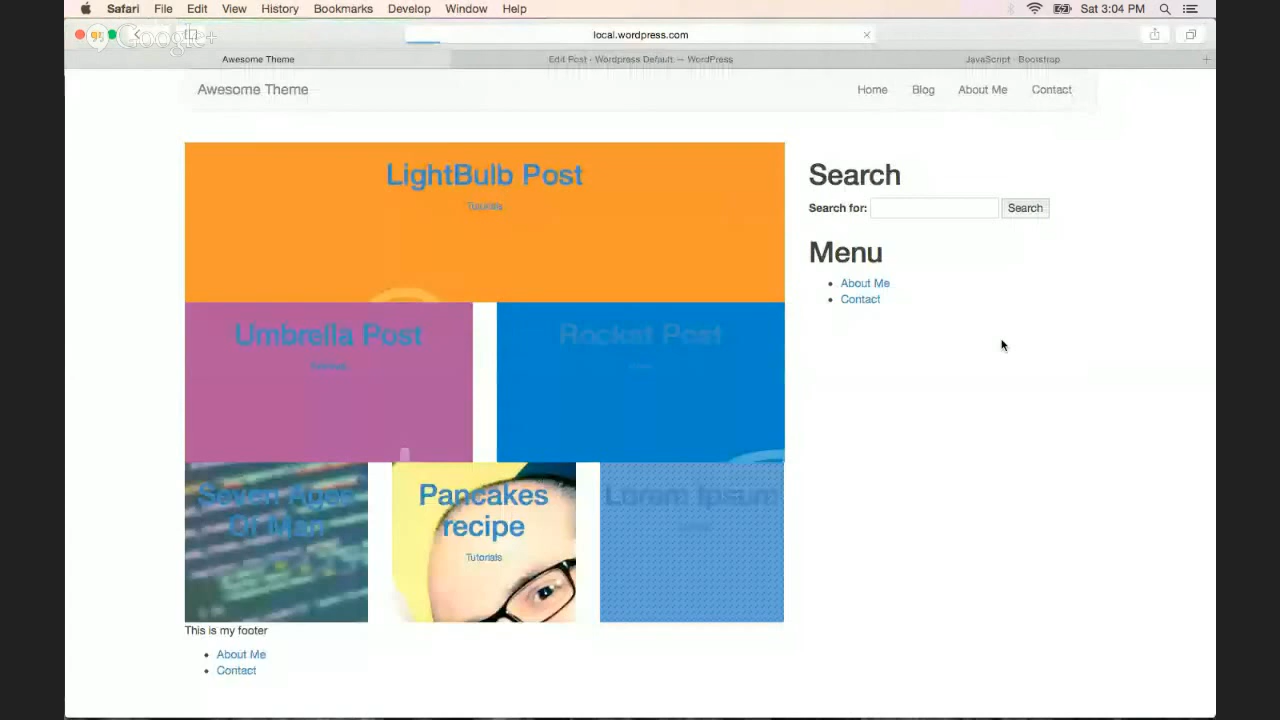 Safari File Edit View History Bookmarks Develop Window Help Sat 3:04 PM
Google+
local.wordpress.com
Awesome Theme Edit Post · Wordpress Default — WordPress JavaScript · Bootstrap
Awesome Theme Home Blog About Me Contact
LightBulb Post
Tutorials
Umbrella Post
Rocket Post
Seven Ages
Of Man
Pancakes
recipe
Tutorials
Lorem Ipsum
Search
Search for: Search
Menu
About Me
Contact
This is my footer
About Me
Contact